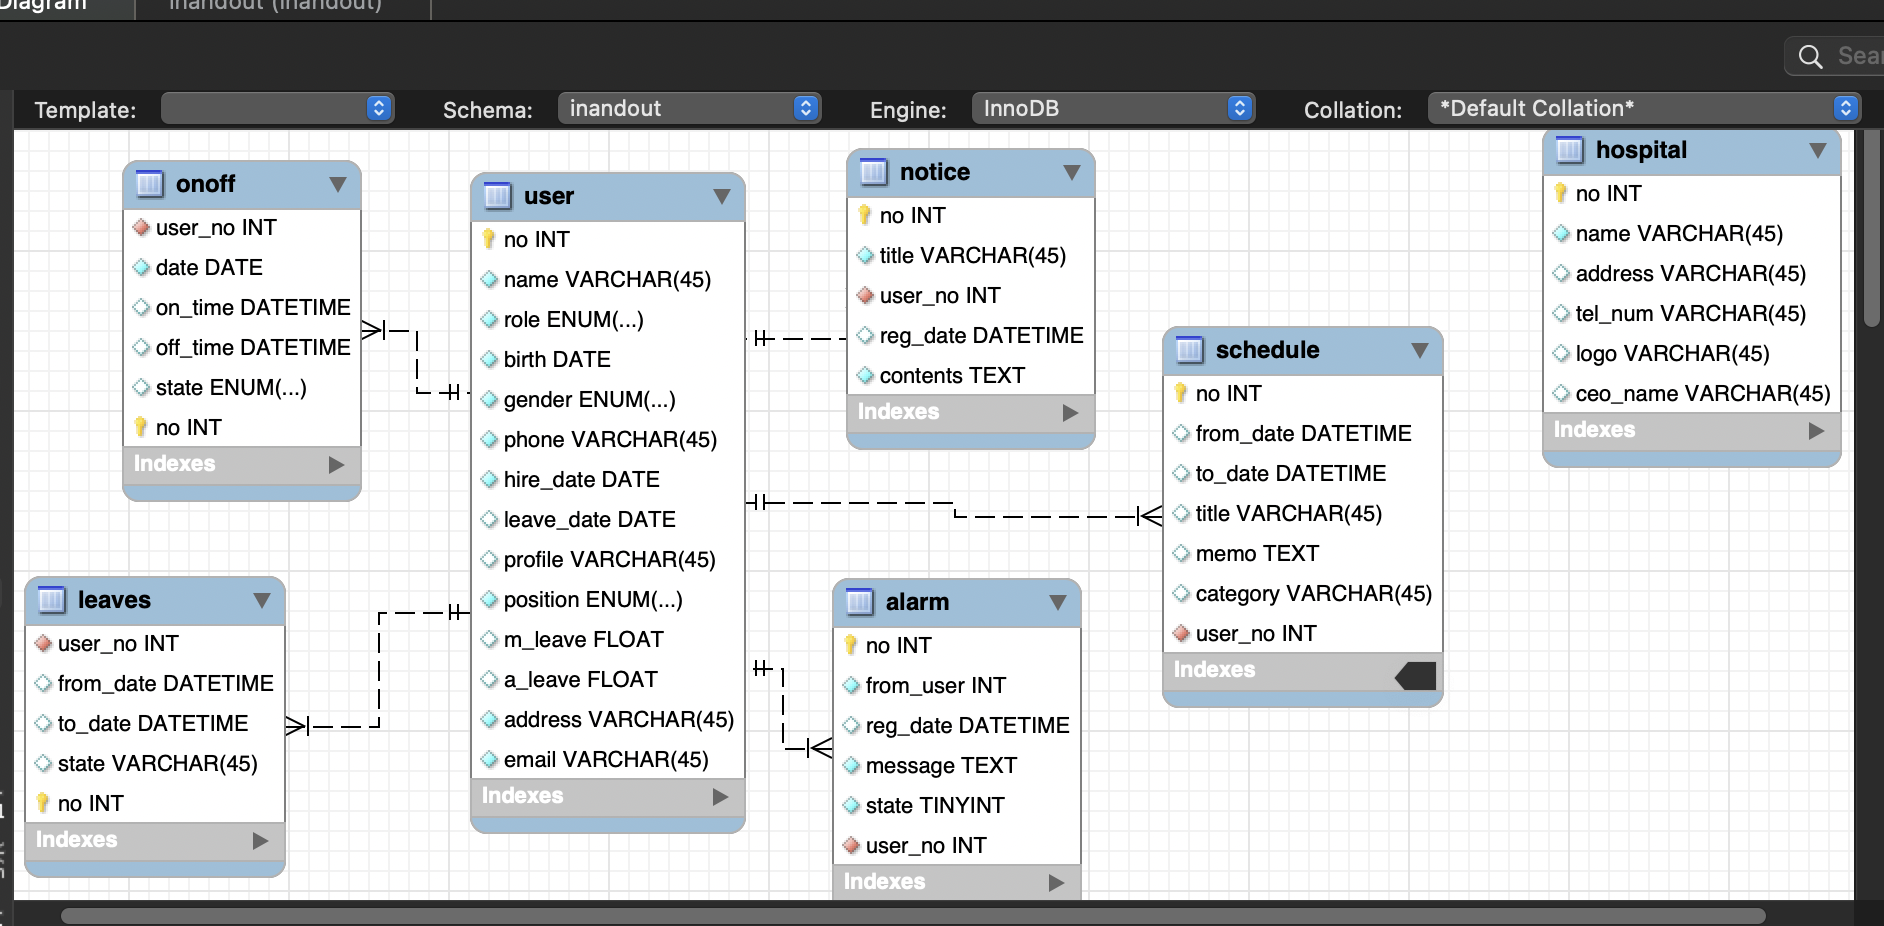 Diagram
inandout (inandout)
Template:
Schema:
inandout
Engine:
InnoDB
Collation:
*Default Collation*
onoff
user_no INT
date DATE
on_time DATETIME
off_time DATETIME
state ENUM(...)
no INT
Indexes
user
no INT
name VARCHAR(45)
role ENUM(...)
birth DATE
gender ENUM(...)
phone VARCHAR(45)
hire_date DATE
leave_date DATE
profile VARCHAR(45)
position ENUM(...)
m_leave FLOAT
a_leave FLOAT
address VARCHAR(45)
email VARCHAR(45)
Indexes
notice
no INT
title VARCHAR(45)
user_no INT
reg_date DATETIME
contents TEXT
Indexes
schedule
no INT
from_date DATETIME
to_date DATETIME
title VARCHAR(45)
memo TEXT
category VARCHAR(45)
user_no INT
Indexes
hospital
no INT
name VARCHAR(45)
address VARCHAR(45)
tel_num VARCHAR(45)
logo VARCHAR(45)
ceo_name VARCHAR(45)
Indexes
leaves
user_no INT
from_date DATETIME
to_date DATETIME
state VARCHAR(45)
no INT
Indexes
alarm
no INT
from_user INT
reg_date DATETIME
message TEXT
state TINYINT
user_no INT
Indexes